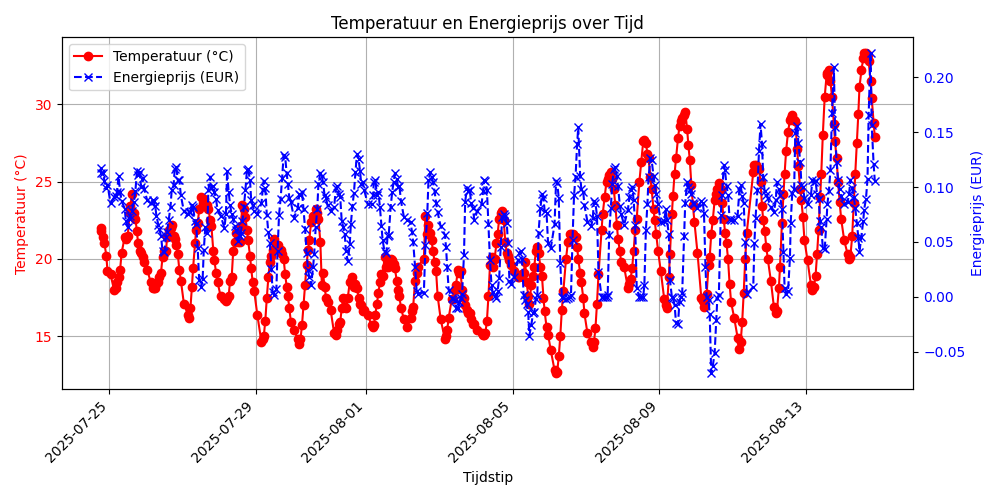 Temperatuur en Energieprijs over Tijd
Temperatuur (°C)
Energieprijs (EUR)
Temperatuur (°C)
30
25
20
15
0.20
0.15
0.10
0.05
0.00
−0.05
Energieprijs (EUR)
2025-07-25
2025-07-29
2025-08-01
2025-08-05
2025-08-09
2025-08-13
Tijdstip